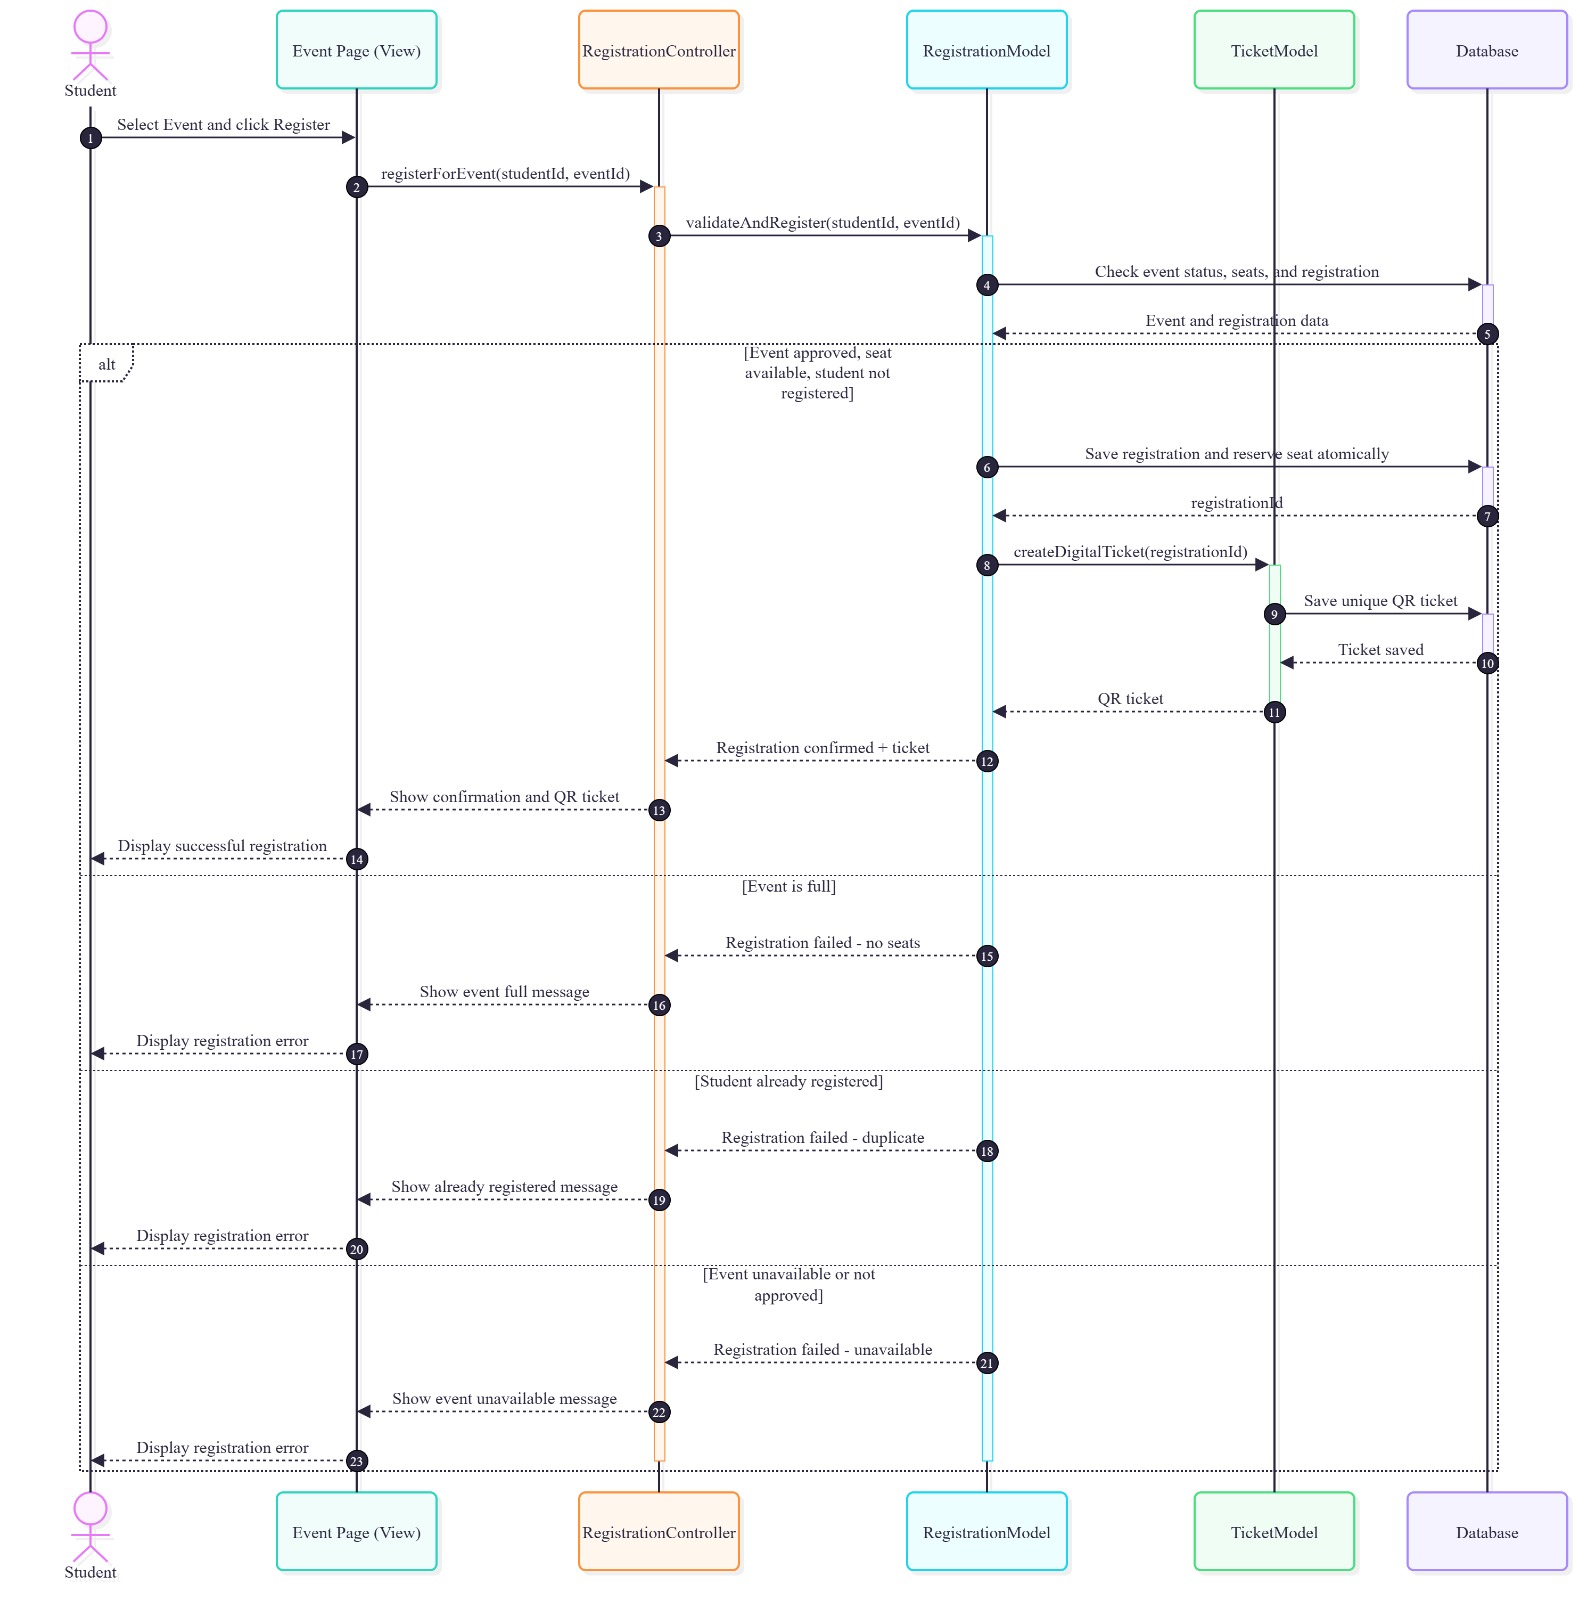 Student
Event Page (View)
RegistrationController
RegistrationModel
TicketModel
Database
Select Event and click Register
1
registerForEvent(studentId, eventId)
2
validateAndRegister(studentId, eventId)
3
Check event status, seats, and registration
4
Event and registration data
5
alt
[Event approved, seat
available, student not
registered]
Save registration and reserve seat atomically
6
registrationId
7
createDigitalTicket(registrationId)
8
Save unique QR ticket
9
Ticket saved
10
QR ticket
11
Registration confirmed + ticket
12
Show confirmation and QR ticket
13
Display successful registration
14
[Event is full]
Registration failed - no seats
15
Show event full message
16
Display registration error
17
[Student already registered]
Registration failed - duplicate
18
Show already registered message
19
Display registration error
20
[Event unavailable or not
approved]
Registration failed - unavailable
21
Show event unavailable message
22
Display registration error
23
Student
Event Page (View)
RegistrationController
RegistrationModel
TicketModel
Database